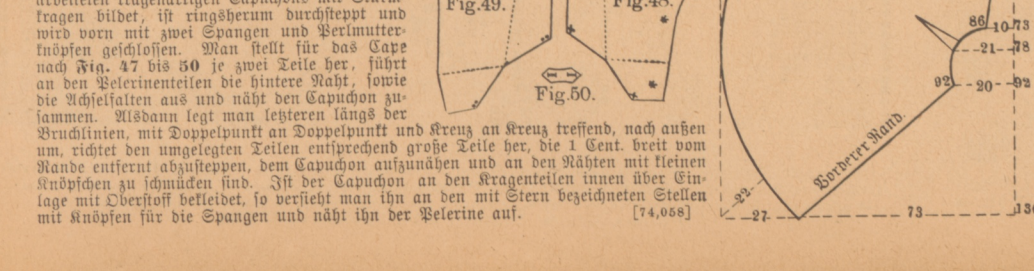 arbeiteten kragenartigen Capuchons mit Sturm-
kragen bildet, ist ringsherum durchsteppt und
wird vorn mit zwei Spangen und Perlmutter-
knöpfen geschlossen. Man stellt für das Cape
nach Fig. 47 bis 50 je zwei Teile her, führt
an den Pelerinenteilen die hintere Naht, sowie
die Achselfalten aus und näht den Capuchon zu-
sammen. Alsdann legt man letzteren längs der
Bruchlinien, mit Doppelpunkt an Doppelpunkt und Kreuz an Kreuz treffend, nach außen
um, richtet den umgelegten Teilen entsprechend große Teile her, die 1 Cent. breit vom
Rande entfernt abzusteppen, dem Capuchon aufzunähen und an den Nähten mit kleinen
Knöpfchen zu schmücken sind. Ist der Capuchon an den Kragenteilen innen über Ein-
lage mit Oberstoff bekleidet, so versieht man ihn an den mit Stern bezeichneten Stellen
mit Knöpfen für die Spangen und näht ihn der Pelerine auf. [74,058]
Fig.49.
Fig.48.
Fig.50.
86 10 73
21 78
92 20 92
Vorderer Rand.
22
27 73